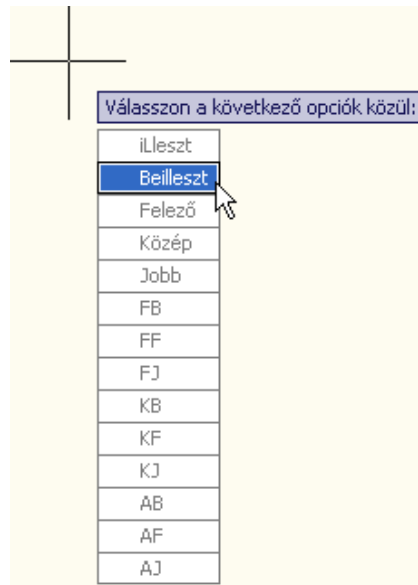 Válasszon a következő opciók közül:
iLleszt
Beilleszt
Felező
Közép
Jobb
FB
FF
FJ
KB
KF
KJ
AB
AF
AJ